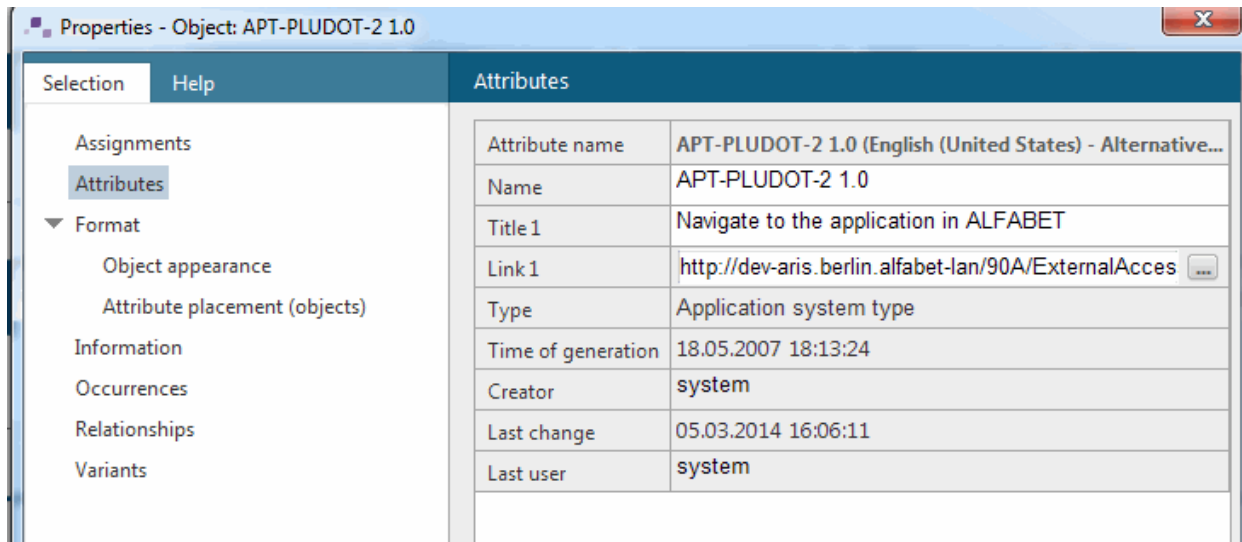 Properties - Object: APT-PLUDOT-2 1.0
x
Selection Help
Assignments
Attributes
Format
Object appearance
Attribute placement (objects)
Information
Occurrences
Relationships
Variants
Attributes
Attribute name APT-PLUDOT-2 1.0 (English (United States) - Alternative...
Name APT-PLUDOT-2 1.0
Title 1 Navigate to the application in ALFABET
Link 1 http://dev-aris.berlin.alfabet-lan/90A/ExternalAcces ...
Type Application system type
Time of generation 18.05.2007 18:13:24
Creator system
Last change 05.03.2014 16:06:11
Last user system